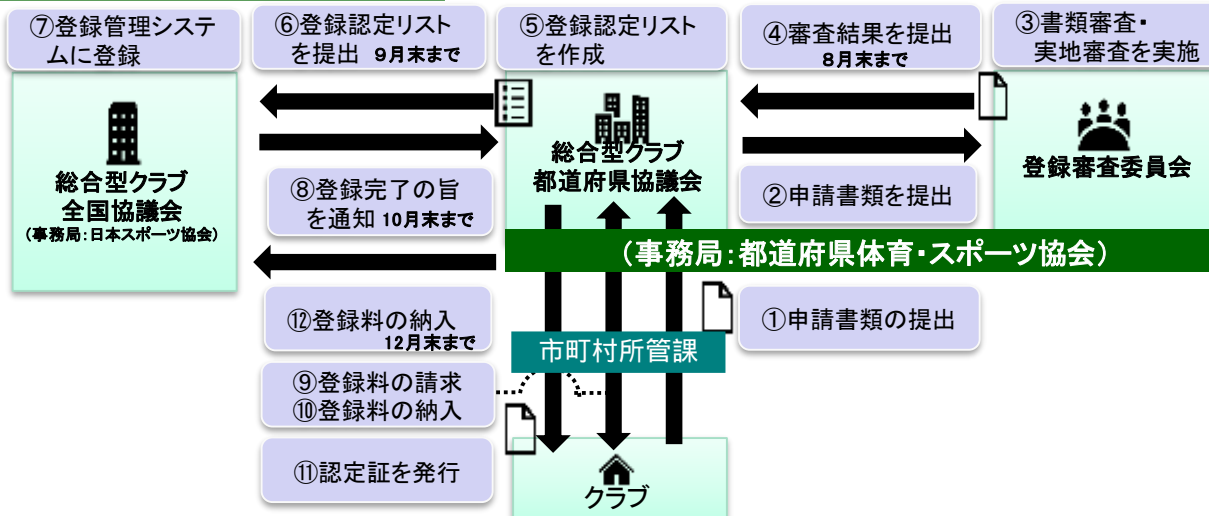 ⑦登録管理システ
ムに登録
⑥登録認定リスト
を提出 9月末まで
⑤登録認定リスト
を作成
④審査結果を提出
8月末まで
③書類審査・
実地審査を実施
総合型クラブ
全国協議会
(事務局:日本スポーツ協会)
総合型クラブ
都道府県協議会
登録審査委員会
⑧登録完了の旨
を通知 10月末まで
②申請書類を提出
(事務局:都道府県体育・スポーツ協会)
⑫登録料の納入
12月末まで
①申請書類の提出
市町村所管課
⑨登録料の請求
⑩登録料の納入
⑪認定証を発行
クラブ